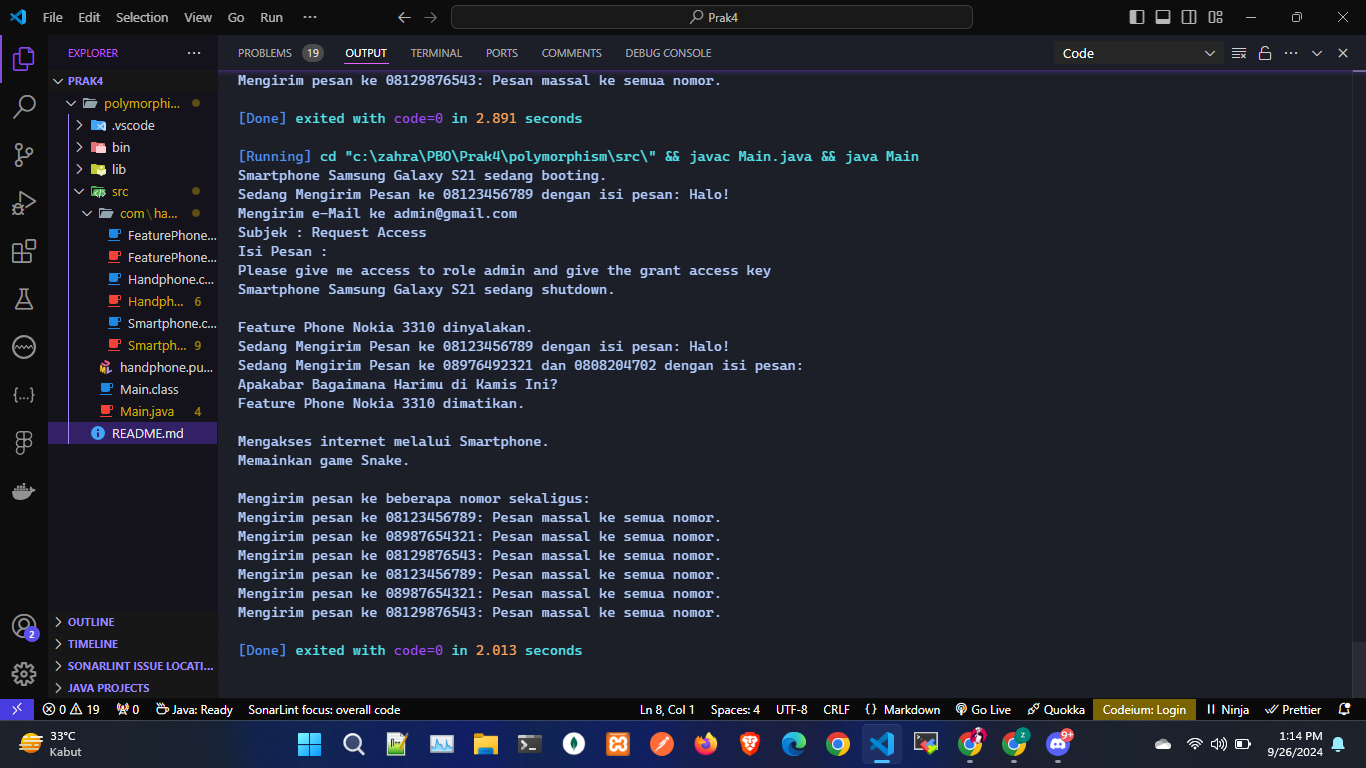 File Edit Selection View Go Run ··· Prak4
EXPLORER ···
PROBLEMS 19 OUTPUT TERMINAL PORTS COMMENTS DEBUG CONSOLE Code ···
PRAK4
polymorphi...
.vscode
bin
lib
src
com\ha...
FeaturePhone...
FeaturePhone...
Handphone.c...
Handph... 6
Smartphone.c...
Smartph... 9
handphone.pu...
Main.class
Main.java 4
README.md
OUTLINE
TIMELINE
SONARLINT ISSUE LOCATI...
JAVA PROJECTS
Mengirim pesan ke 08129876543: Pesan massal ke semua nomor.
[Done] exited with code=0 in 2.891 seconds
[Running] cd "c:\zahra\PBO\Prak4\polymorphism\src\" && javac Main.java && java Main
Smartphone Samsung Galaxy S21 sedang booting.
Sedang Mengirim Pesan ke 08123456789 dengan isi pesan: Halo!
Mengirim e-Mail ke admin@gmail.com
Subjek : Request Access
Isi Pesan :
Please give me access to role admin and give the grant access key
Smartphone Samsung Galaxy S21 sedang shutdown.
Feature Phone Nokia 3310 dinyalakan.
Sedang Mengirim Pesan ke 08123456789 dengan isi pesan: Halo!
Sedang Mengirim Pesan ke 08976492321 dan 0808204702 dengan isi pesan:
Apakabar Bagaimana Harimu di Kamis Ini?
Feature Phone Nokia 3310 dimatikan.
Mengakses internet melalui Smartphone.
Memainkan game Snake.
Mengirim pesan ke beberapa nomor sekaligus:
Mengirim pesan ke 08123456789: Pesan massal ke semua nomor.
Mengirim pesan ke 08987654321: Pesan massal ke semua nomor.
Mengirim pesan ke 08129876543: Pesan massal ke semua nomor.
Mengirim pesan ke 08123456789: Pesan massal ke semua nomor.
Mengirim pesan ke 08987654321: Pesan massal ke semua nomor.
Mengirim pesan ke 08129876543: Pesan massal ke semua nomor.
[Done] exited with code=0 in 2.013 seconds
2
0 19 0 Java: Ready SonarLint focus: overall code Ln 8, Col 1 Spaces: 4 UTF-8 CRLF {} Markdown Go Live Quokka Codeium: Login Ninja Prettier
33°C
Kabut
z
9+
1:14 PM
9/26/2024